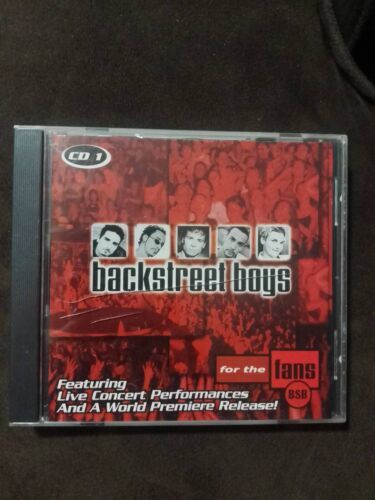 CD 1
backstreet boys
for the
fans
BSB
Featuring
Live Concert Performances
And A World Premiere Release!